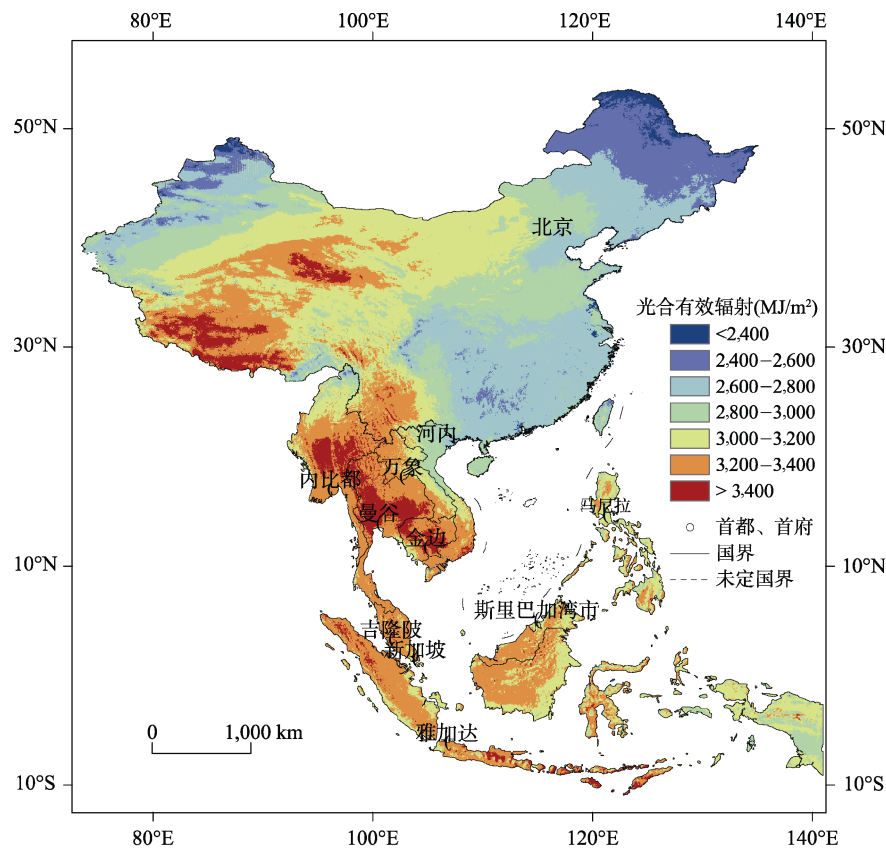 80°E 100°E 120°E 140°E
50°N 50°N
北京
光合有效辐射(MJ/m²)
<2,400
30°N 30°N
2,400－2,600
2,600－2,800
2,800－3,000
河内
3,000－3,200
万象
3,200－3,400
内比都
> 3,400
马尼拉
曼谷
首都、首府
金边
国界
10°N 10°N
未定国界
斯里巴加湾市
吉隆陂
新加坡
0 1,000 km
雅加达
10°S 10°S
80°E 100°E 120°E 140°E